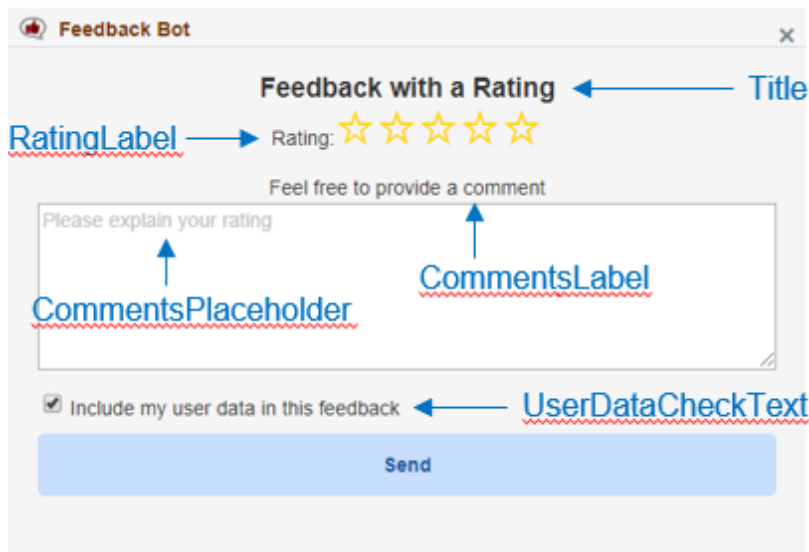 Feedback Bot
Feedback with a Rating
Title
RatingLabel
Rating:
Feel free to provide a comment
Please explain your rating
CommentsLabel
CommentsPlaceholder
Include my user data in this feedback
UserDataCheckText
Send